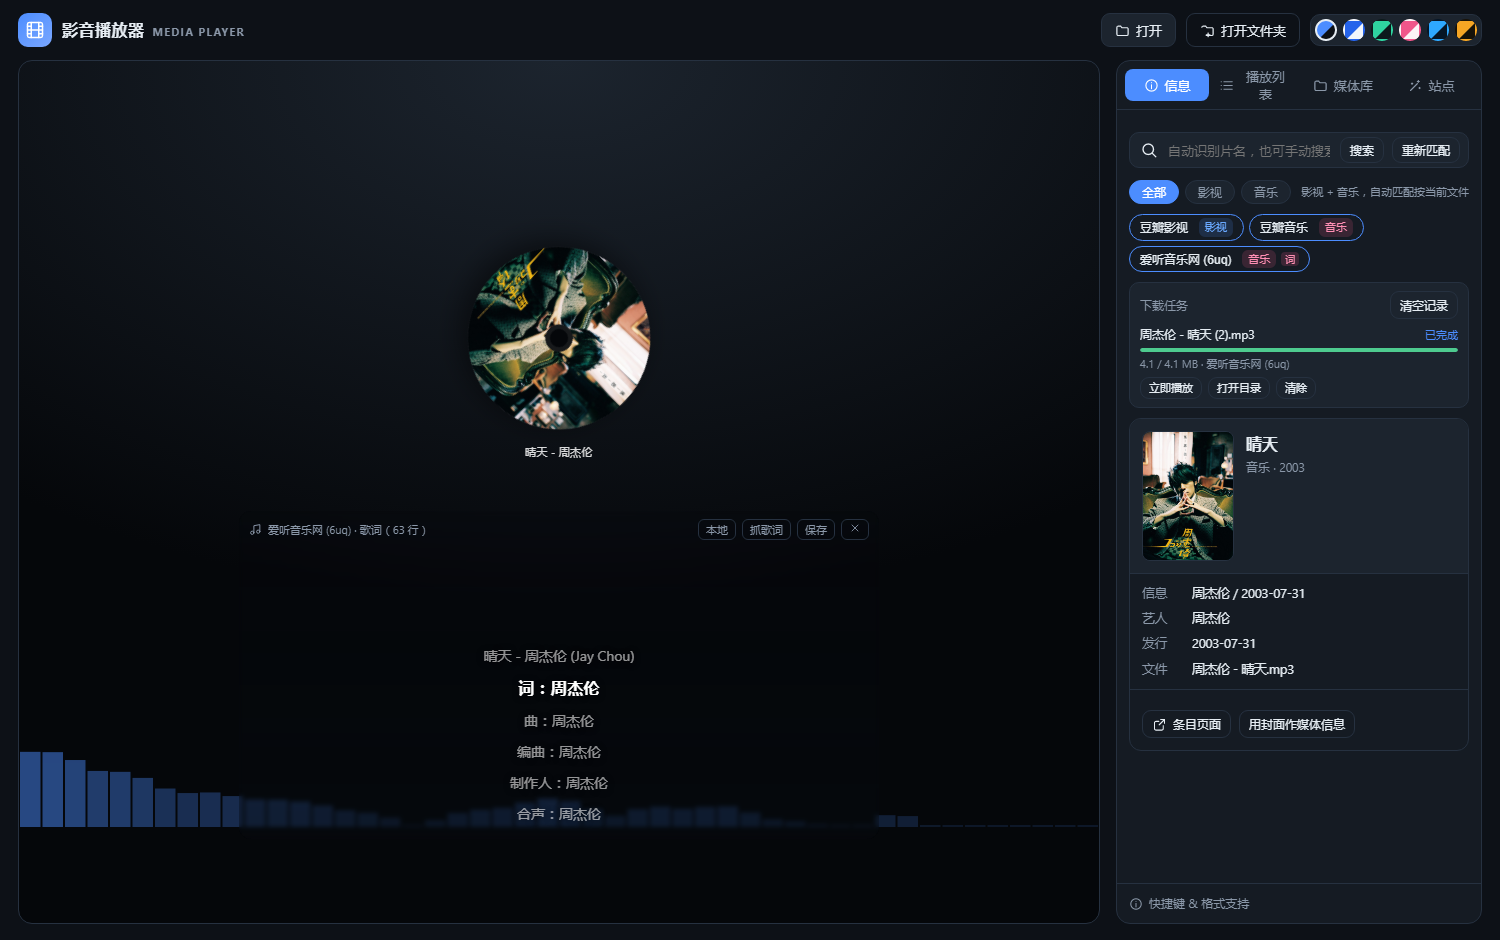 影音播放器 MEDIA PLAYER
打开
打开文件夹
信息
播放列表
媒体库
站点
自动识别片名，也可手动搜索
搜索
重新匹配
全部
影视
音乐
影视 + 音乐，自动匹配按当前文件
豆瓣影视 影视
豆瓣音乐 音乐
爱听音乐网 (6uq) 音乐 词
下载任务
清空记录
周杰伦 - 晴天 (2).mp3
已完成
4.1 / 4.1 MB · 爱听音乐网 (6uq)
立即播放
打开目录
清除
晴天
音乐 · 2003
信息 周杰伦 / 2003-07-31
艺人 周杰伦
发行 2003-07-31
文件 周杰伦 - 晴天.mp3
条目页面
用封面作媒体信息
快捷键 & 格式支持
晴天 - 周杰伦
爱听音乐网 (6uq) · 歌词（63 行）
本地
抓歌词
保存
晴天 - 周杰伦 (Jay Chou)
词：周杰伦
曲：周杰伦
编曲：周杰伦
制作人：周杰伦
合声：周杰伦